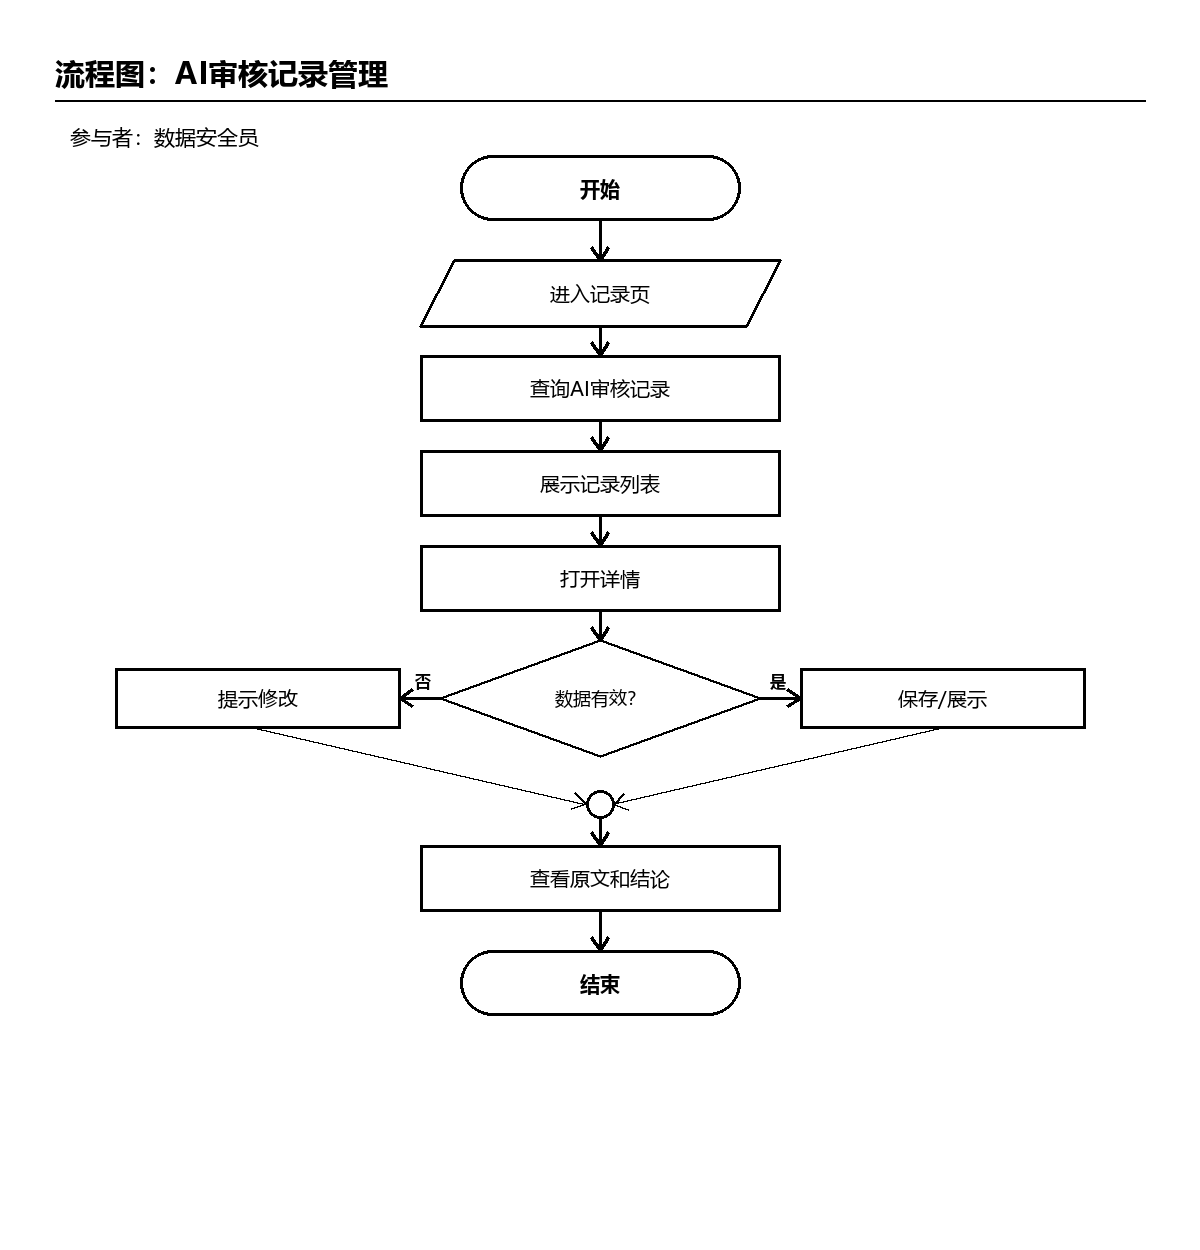 流程图：AI审核记录管理
参与者：数据安全员
开始
进入记录页
查询AI审核记录
展示记录列表
打开详情
否
是
提示修改
数据有效?
保存/展示
查看原文和结论
结束